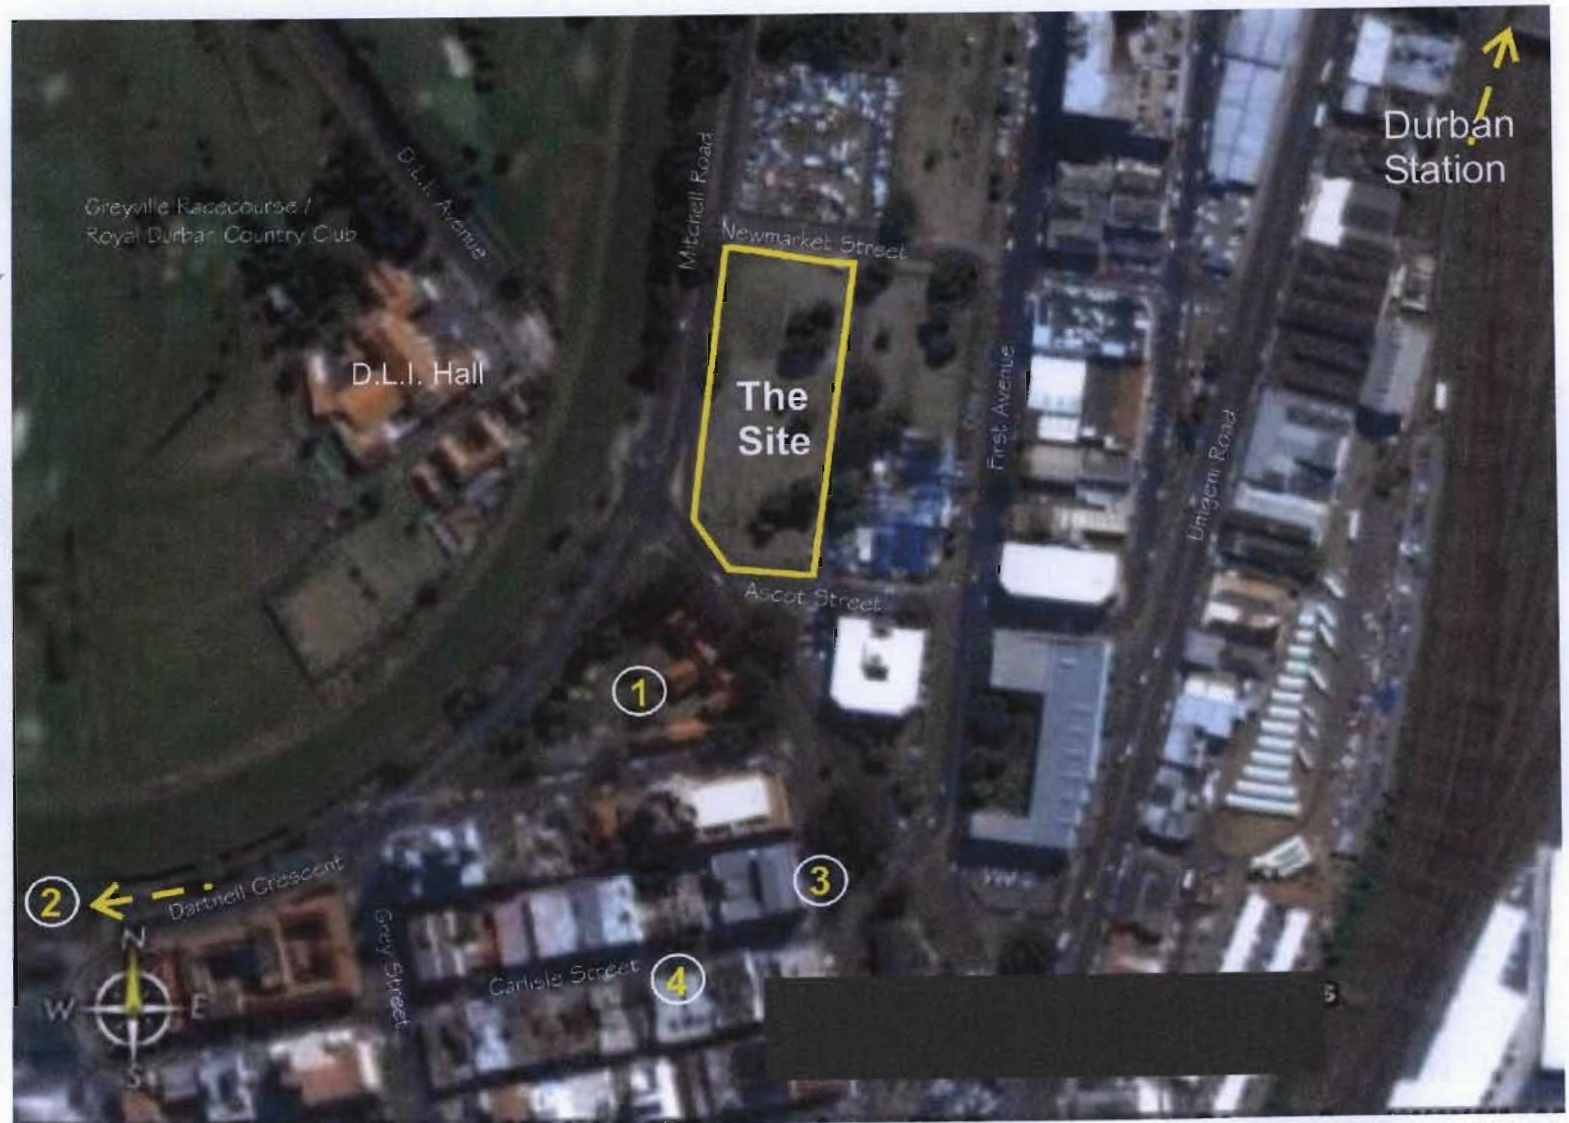 Durban
Station
Greyville Racecourse /
Royal Durban Country Club
D.L.I. Avenue
Mitchell Road
Newmarket Street
D.L.I. Hall
The
Site
First Avenue
Umgeni Road
Ascot Street
1
2
Dartnell Crescent
3
Grey Street
Carlisle Street
4
N
W
E
S
s